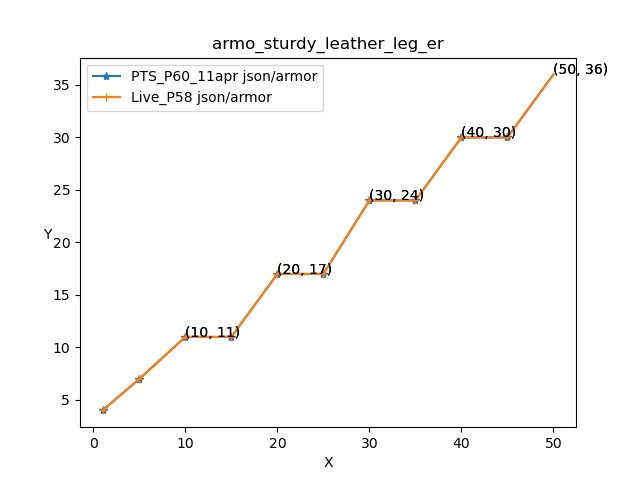 armo_sturdy_leather_leg_er
PTS_P60_11apr json/armor
Live_P58 json/armor
(50, 36)
(40, 30)
(30, 24)
(20, 17)
(10, 11)
35
30
25
20
15
10
5
Y
0 10 20 30 40 50
X